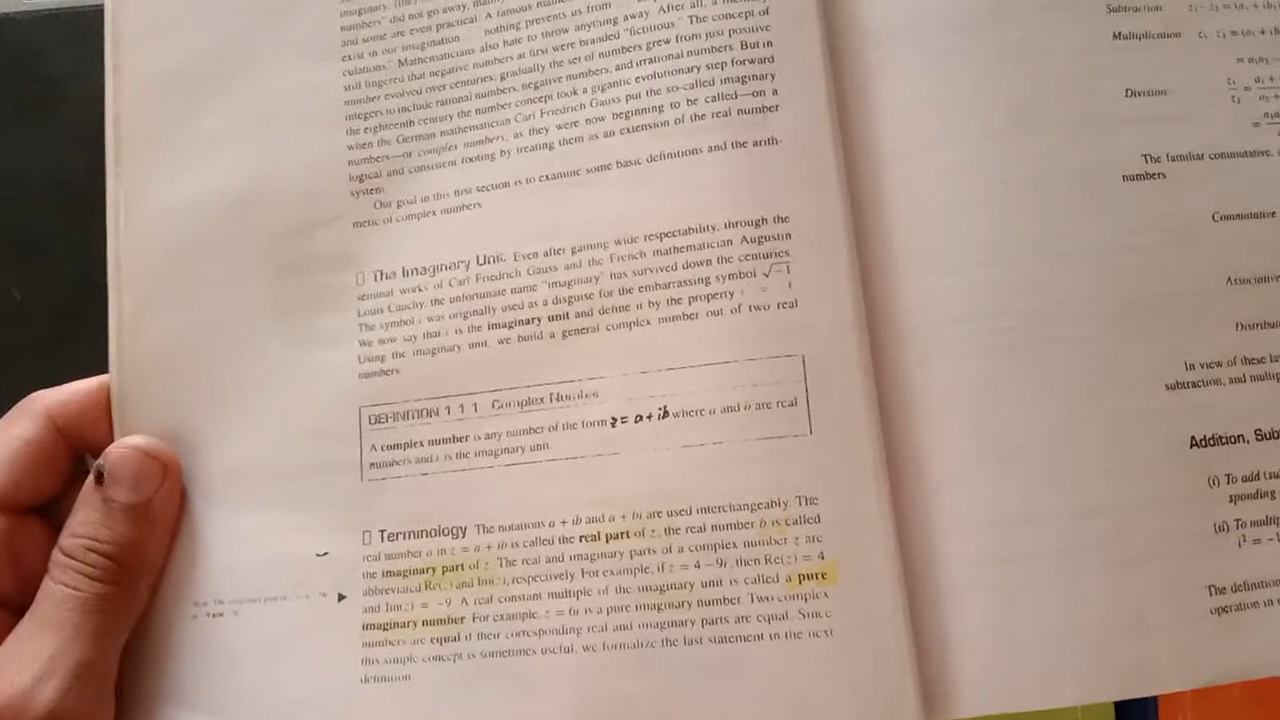 numbers" did not go away,
and some are even practical. A famous
exist in our imagination nothing prevents us from
culations." Mathematicians also hate to throw anything away. After all, a
still lingered that negative numbers at first were branded "fictitious." The concept of
number evolved over centuries; gradually the set of numbers grew from just positive
integers to include rational numbers, negative numbers, and irrational numbers. But in
the eighteenth century the number concept took a gigantic evolutionary step forward
when the German mathematician Carl Friedrich Gauss put the so-called imaginary
numbers—or complex numbers, as they were now beginning to be called—on a
logical and consistent footing by treating them as an extension of the real number
system.
Our goal in this first section is to examine some basic definitions and the arith-
metic of complex numbers.
The Imaginary Unit Even after gaining wide respectability, through the
seminal works of Carl Friedrich Gauss and the French mathematician Augustin
Louis Cauchy, the unfortunate name "imaginary" has survived down the centuries.
The symbol i was originally used as a disguise for the embarrassing symbol √−1
We now say that i is the imaginary unit and define it by the property
Using the imaginary unit, we build a general complex number out of two real
numbers.
DEFINITION 1.1.1 Complex Number
A complex number is any number of the form z = a + ib where a and b are real
numbers and i is the imaginary unit.
Terminology The notations a + ib and a + bi are used interchangeably. The
real number a in z = a + ib is called the real part of z; the real number b is called
the imaginary part of z. The real and imaginary parts of a complex number z are
abbreviated Re(z) and Im(z), respectively. For example, if z = 4 − 9i, then Re(z) = 4
and Im(z) = −9. A real constant multiple of the imaginary unit is called a pure
imaginary number. For example, z = 6i is a pure imaginary number. Two complex
numbers are equal if their corresponding real and imaginary parts are equal. Since
this simple concept is sometimes useful, we formalize the last statement in the next
definition.
Subtraction: z₁ − z₂ = (a₁ + ib₁
Multiplication:
Division:
The familiar commutative,
numbers
Commutative
Associative
Distribut
In view of these la
subtraction, and multip
Addition, Sub
(i) To add (su
sponding
(ii) To multip
i² = −1
The definition
operation in